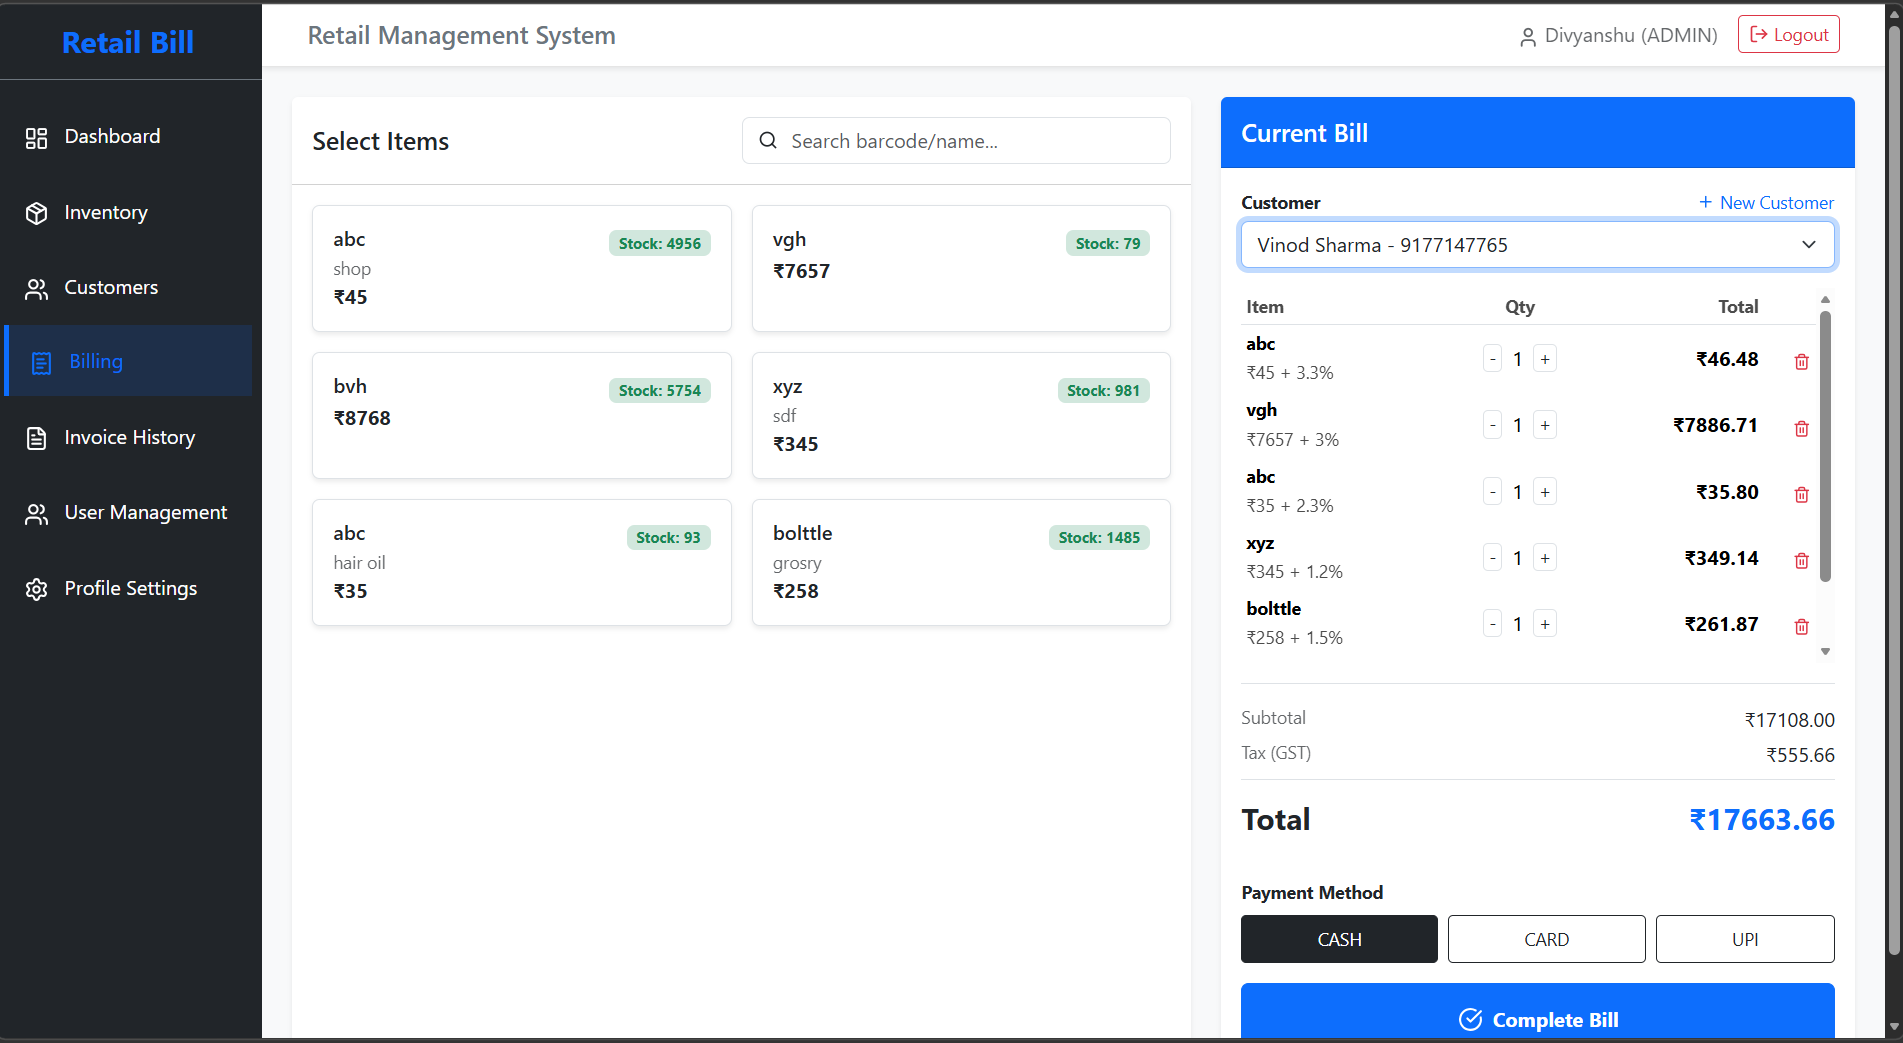 Retail Bill
Dashboard
Inventory
Customers
Billing
Invoice History
User Management
Profile Settings
Retail Management System
Divyanshu (ADMIN)
Logout
Select Items
Search barcode/name...
abc
Stock: 4956
shop
₹45
vgh
Stock: 79
₹7657
bvh
Stock: 5754
₹8768
xyz
Stock: 981
sdf
₹345
abc
Stock: 93
hair oil
₹35
bolttle
Stock: 1485
grosry
₹258
Current Bill
Customer
+ New Customer
Vinod Sharma - 9177147765
Item Qty Total
abc
₹45 + 3.3%
- 1 + ₹46.48
vgh
₹7657 + 3%
- 1 + ₹7886.71
abc
₹35 + 2.3%
- 1 + ₹35.80
xyz
₹345 + 1.2%
- 1 + ₹349.14
bolttle
₹258 + 1.5%
- 1 + ₹261.87
Subtotal ₹17108.00
Tax (GST) ₹555.66
Total ₹17663.66
Payment Method
CASH CARD UPI
Complete Bill